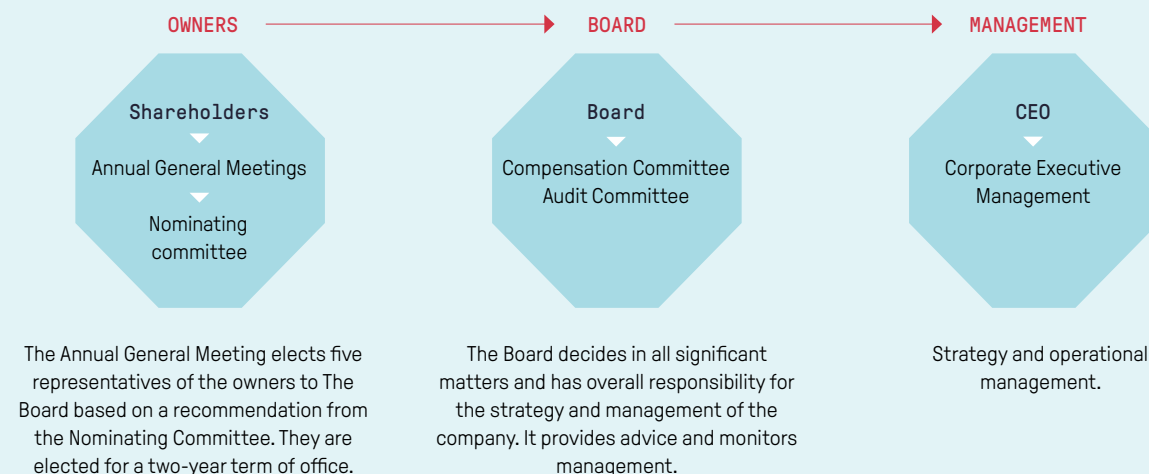 OWNERS
BOARD
MANAGEMENT
Shareholders
Annual General Meetings
Nominating
committee
Board
Compensation Committee
Audit Committee
CEO
Corporate Executive
Management
The Annual General Meeting elects five
representatives of the owners to The
Board based on a recommendation from
the Nominating Committee. They are
elected for a two-year term of office.
The Board decides in all significant
matters and has overall responsibility for
the strategy and management of the
company. It provides advice and monitors
management.
Strategy and operational
management.